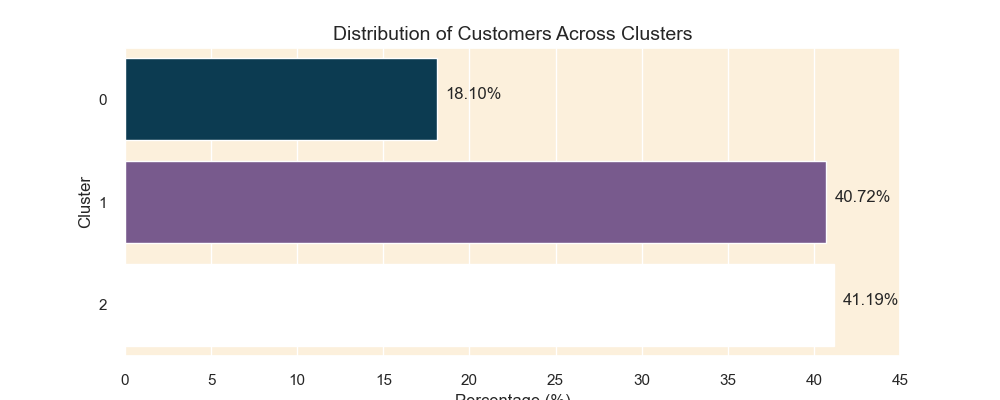 Distribution of Customers Across Clusters
0
18.10%
1
40.72%
2
41.19%
Cluster
0 5 10 15 20 25 30 35 40 45
Percentage (%)